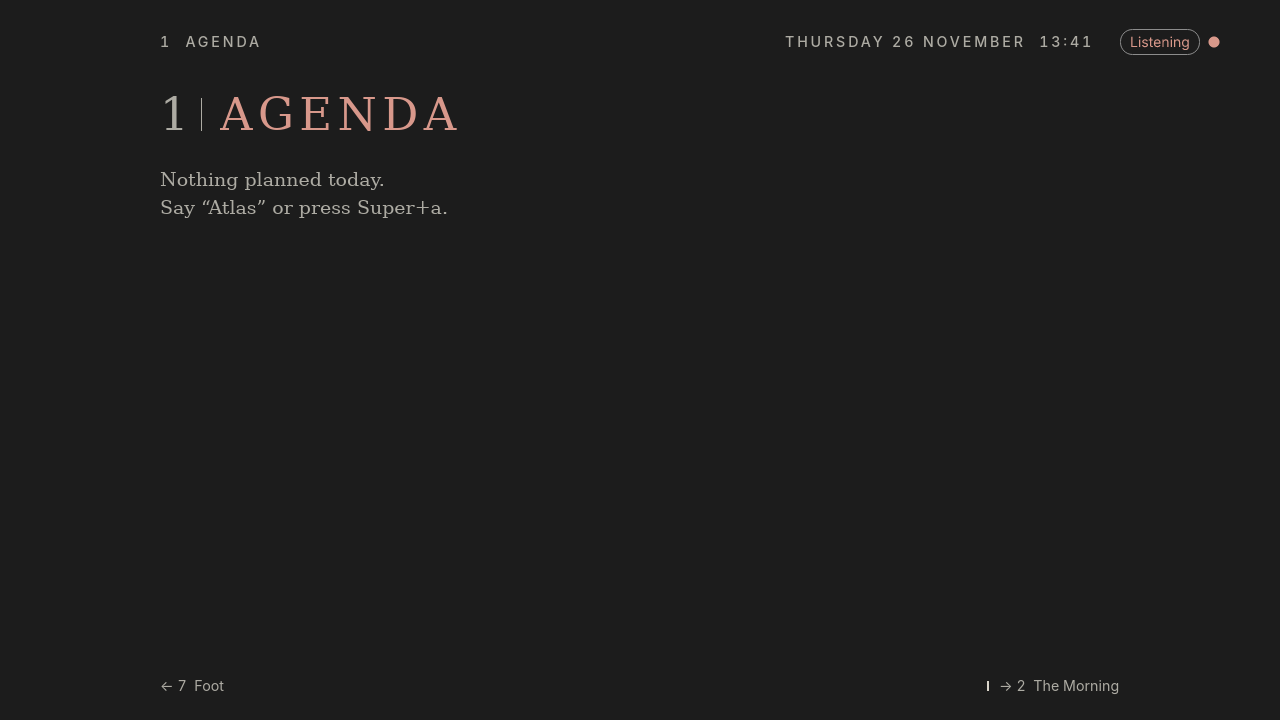 1 AGENDA
THURSDAY 26 NOVEMBER 13:41
Listening
1 AGENDA
Nothing planned today.
Say “Atlas” or press Super+a.
← 7 Foot
→ 2 The Morning